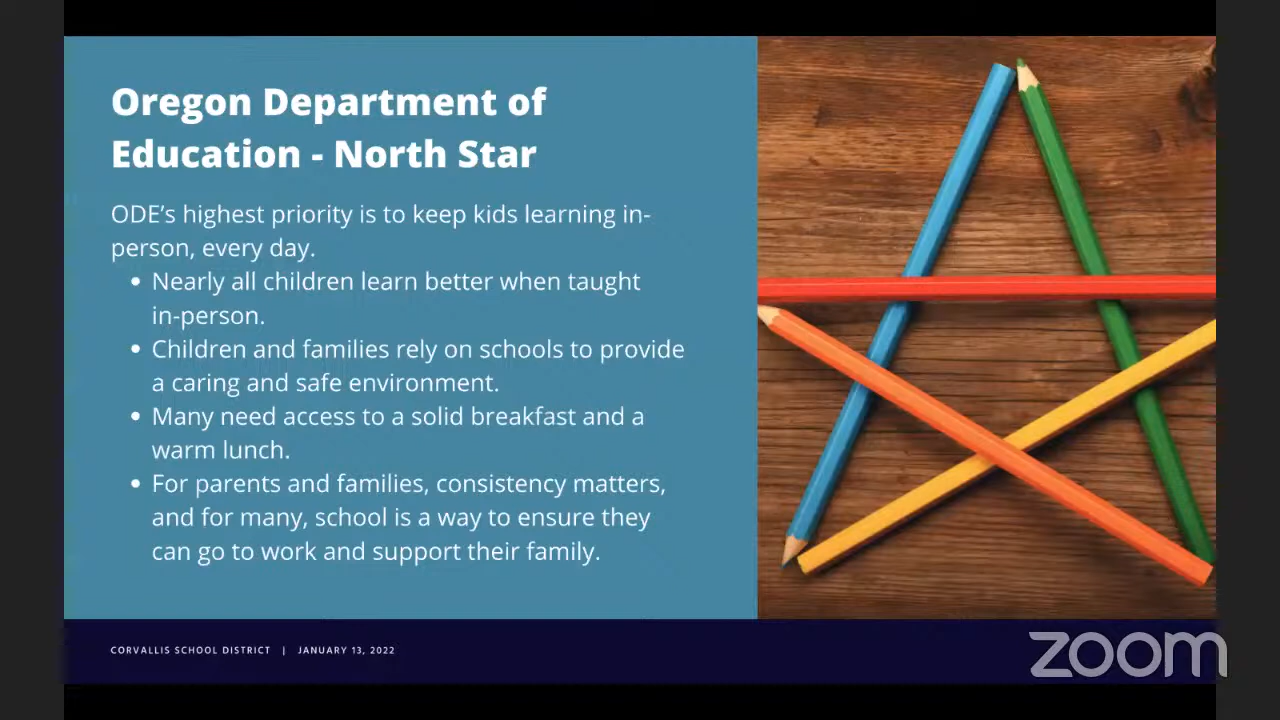 Oregon Department of
Education - North Star
ODE’s highest priority is to keep kids learning in-
person, every day.
• Nearly all children learn better when taught
in-person.
• Children and families rely on schools to provide
a caring and safe environment.
• Many need access to a solid breakfast and a
warm lunch.
• For parents and families, consistency matters,
and for many, school is a way to ensure they
can go to work and support their family.
CORVALLIS SCHOOL DISTRICT | JANUARY 13, 2022
zoom